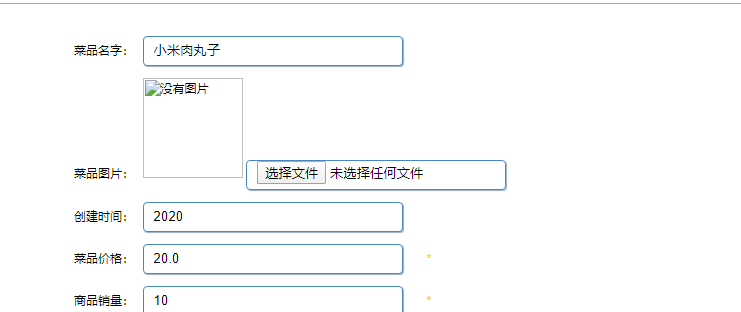 菜品名字： 小米肉丸子
没有图片
菜品图片： 选择文件 未选择任何文件
创建时间： 2020
菜品价格： 20.0 *
商品销量： 10 *